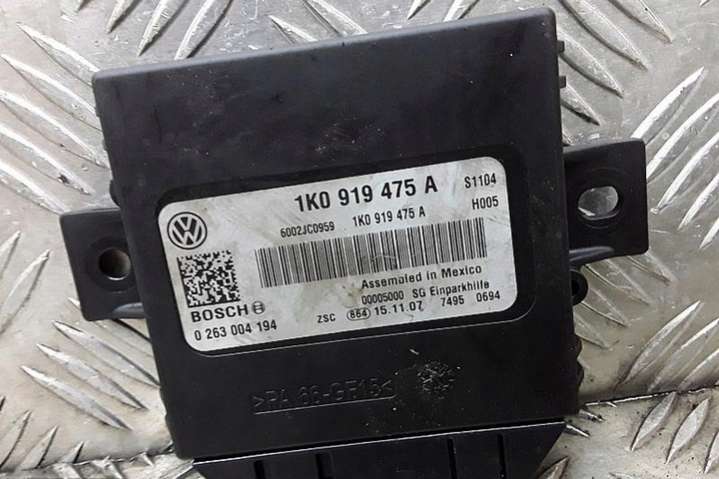 1K0 919 475 A S1104
6002JC0959 1K0 919 475 A H005
Assembled in Mexico
00005000 SG Einparkhilfe
BOSCH
0 263 004 194 ZSC 864 15.11.07 7495 0694
>PA 66-GF15<